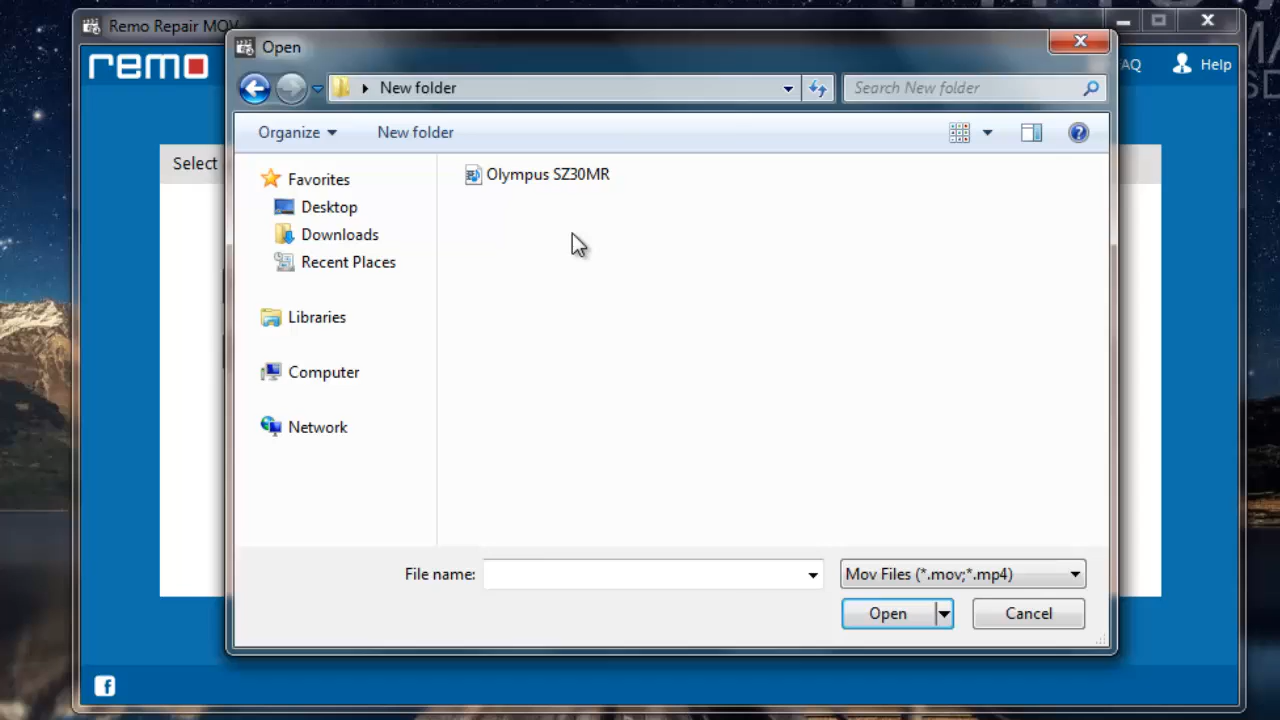 Remo Repair MOV
remo
AQ
Help
Select
Open
New folder
Search New folder
Organize
New folder
Olympus SZ30MR
Favorites
Desktop
Downloads
Recent Places
Libraries
Computer
Network
File name:
Mov Files (*.mov;*.mp4)
Open
Cancel
f